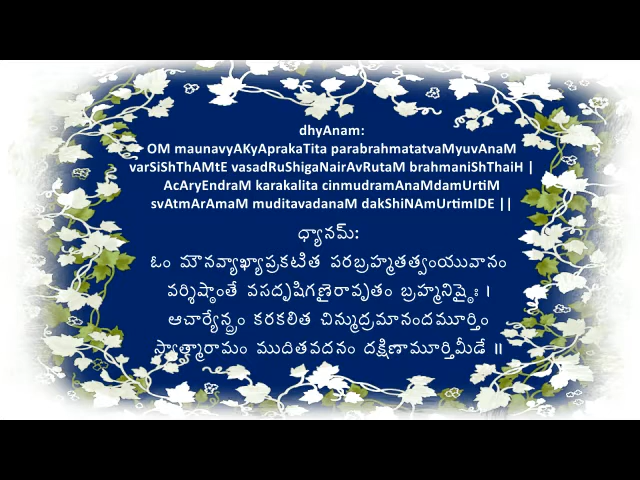 dhyAnam:
OM maunavyAKyAprakaTita parabrahmatatvaMyuvAnaM
varSiShThAMtE vasadRuShigaNairAvRutaM brahmaniShThaiH |
AcAryEndraM karakalita cinmudramAnaMdamUrtiM
svAtmArAmaM muditavadanaM dakShiNAmUrtimIDE ||
ధ్యానమ్:
ఓం మౌనవ్యాఖ్యాప్రకటిత పరబ్రహ్మతత్వంయువానం
వర్శిష్ఠాంతే వసదృషిగణైరావృతం బ్రహ్మనిష్ఠైః ।
ఆచార్యేన్ద్రం కరకలిత చిన్ముద్రమానందమూర్తిం
స్వాత్మారామం ముదితవదనం దక్షిణామూర్తిమీడే ॥